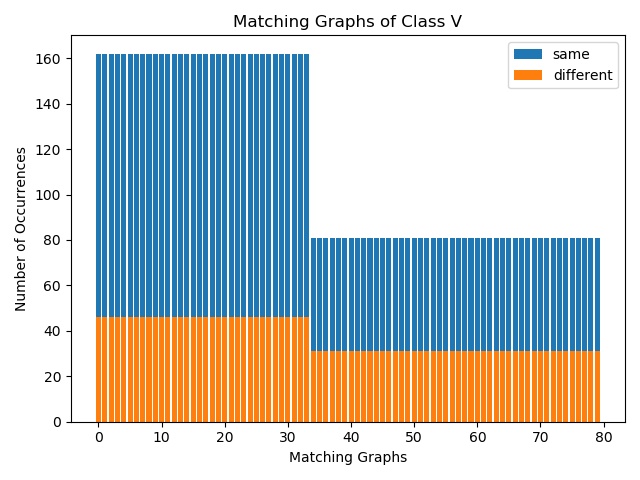 Matching Graphs of Class V
same
different
Number of Occurrences
160
140
120
100
80
60
40
20
0
0 10 20 30 40 50 60 70 80
Matching Graphs